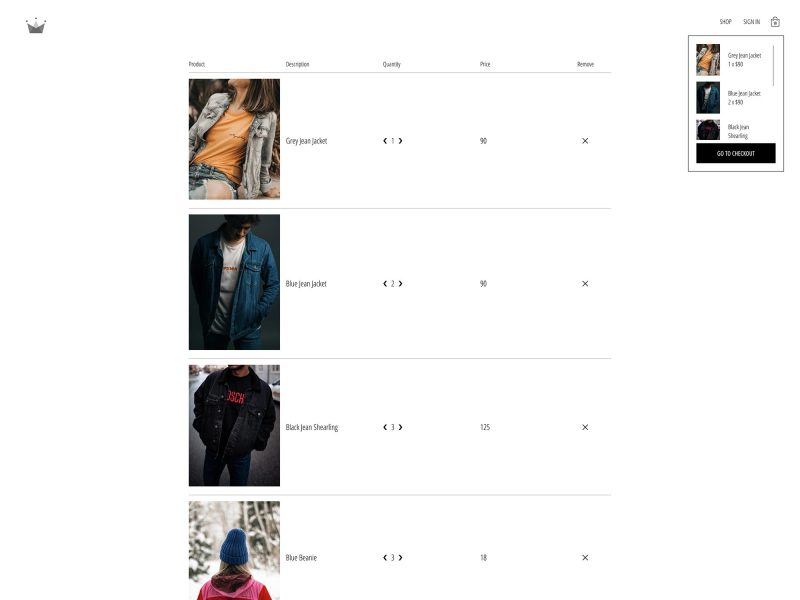 SHOP SIGN IN
Grey Jean Jacket
1 x $90
Blue Jean Jacket
2 x $90
Black Jean
Shearling
GO TO CHECKOUT
Product Description Quantity Price Remove
Grey Jean Jacket ❮ 1 ❯ 90 ✕
Blue Jean Jacket ❮ 2 ❯ 90 ✕
Black Jean Shearling ❮ 3 ❯ 125 ✕
Blue Beanie ❮ 3 ❯ 18 ✕